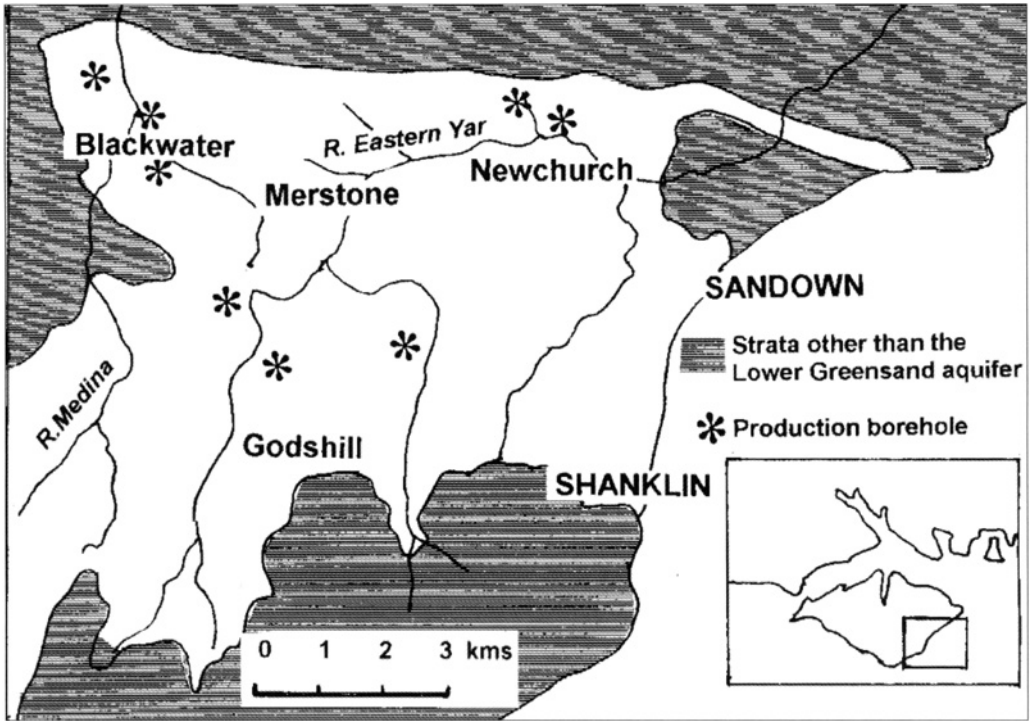 Blackwater
R. Eastern Yar
Newchurch
Merstone
SANDOWN
Strata other than the
Lower Greensand aquifer
R.Medina
Production borehole
Godshill
SHANKLIN
0 1 2 3 kms